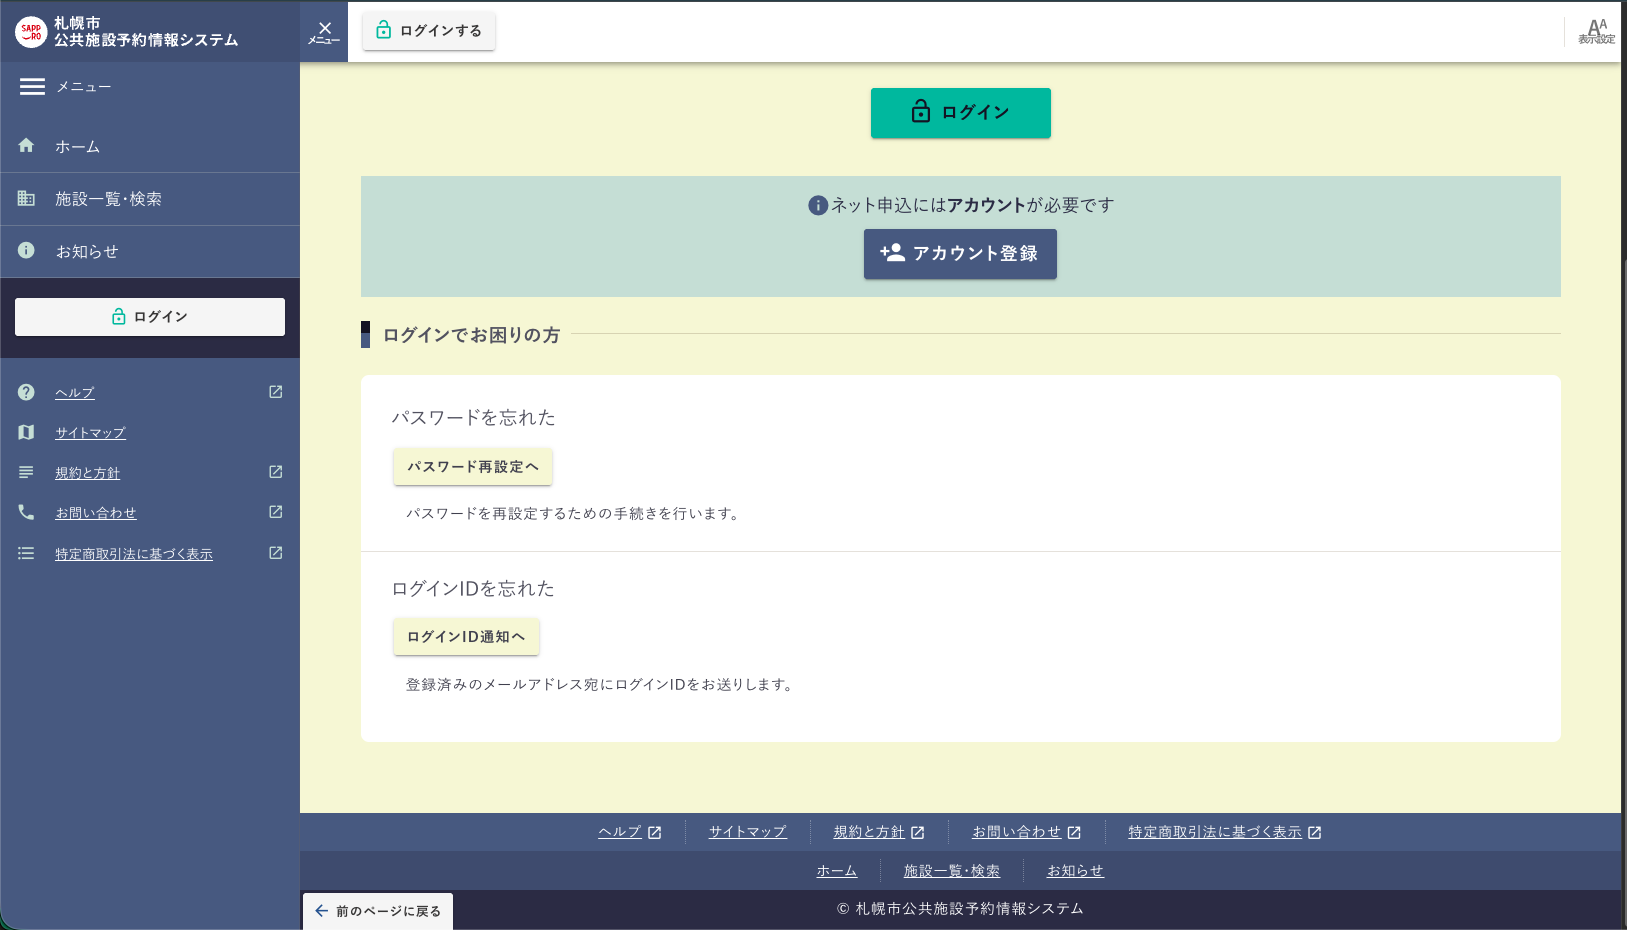 SAPP
RO
札幌市
公共施設予約情報システム
メニュー
ログインする
表示設定
メニュー
ホーム
施設一覧・検索
お知らせ
ログイン
ヘルプ
サイトマップ
規約と方針
お問い合わせ
特定商取引法に基づく表示
ログイン
ネット申込にはアカウントが必要です
アカウント登録
ログインでお困りの方
パスワードを忘れた
パスワード再設定へ
パスワードを再設定するための手続きを行います。
ログインIDを忘れた
ログインID通知へ
登録済みのメールアドレス宛にログインIDをお送りします。
ヘルプ サイトマップ 規約と方針 お問い合わせ 特定商取引法に基づく表示
ホーム 施設一覧・検索 お知らせ
前のページに戻る
© 札幌市公共施設予約情報システム